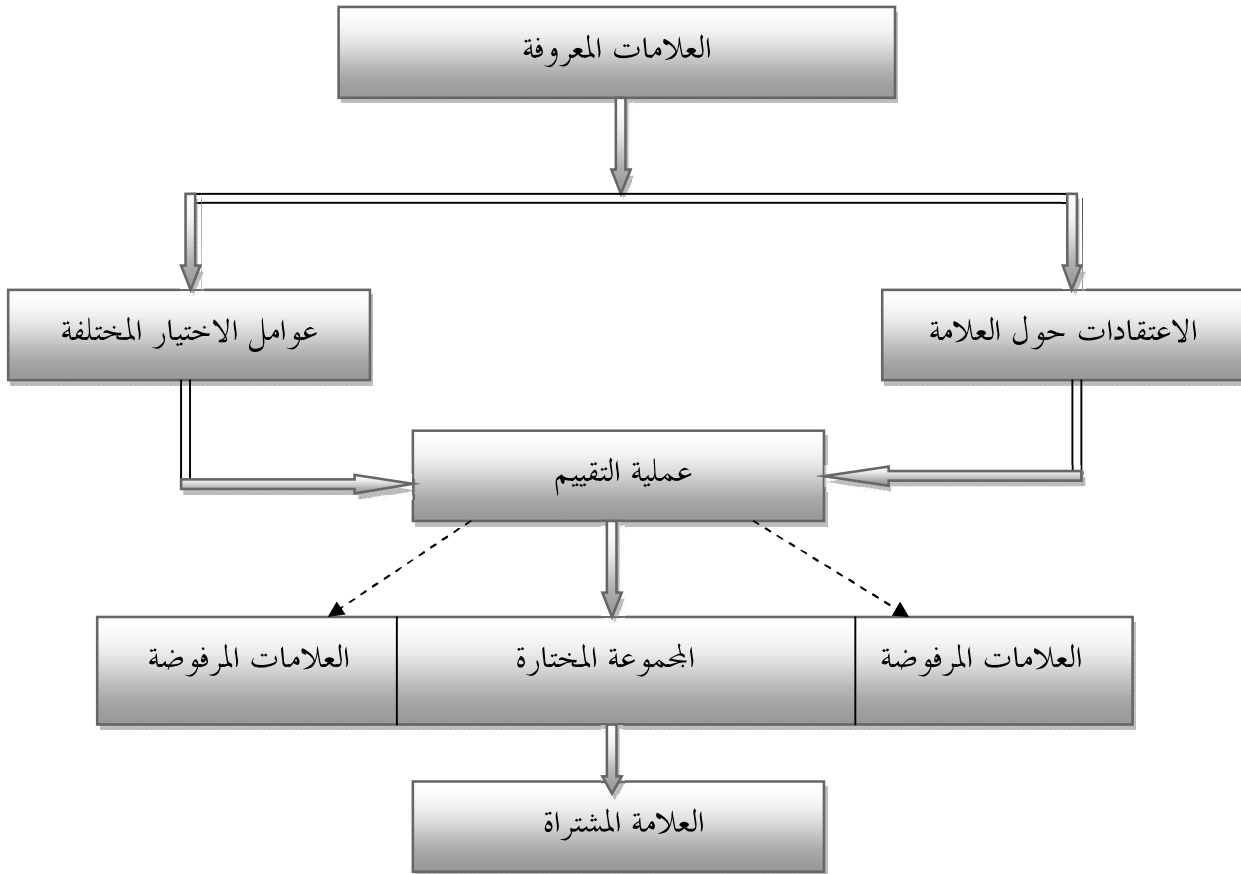 العلامات المعروفة
الاعتقادات حول العلامة
عوامل الاختيار المختلفة
عملية التقييم
العلامات المرفوضة
المجموعة المختارة
العلامات المرفوضة
العلامة المشتراة